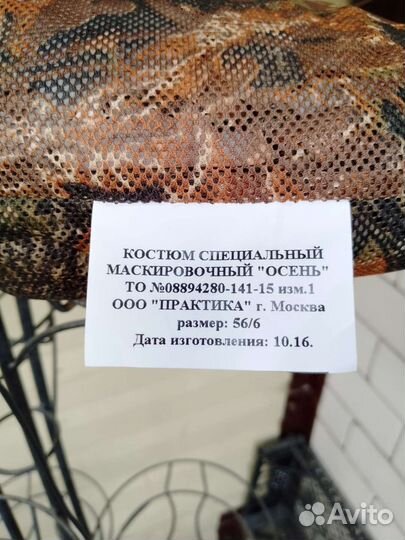 КОСТЮМ СПЕЦИАЛЬНЫЙ
МАСКИРОВОЧНЫЙ "ОСЕНЬ"
ТО №08894280-141-15 изм.1
ООО "ПРАКТИКА" г. Москва
размер: 56/6
Дата изготовления: 10.16.
Avito